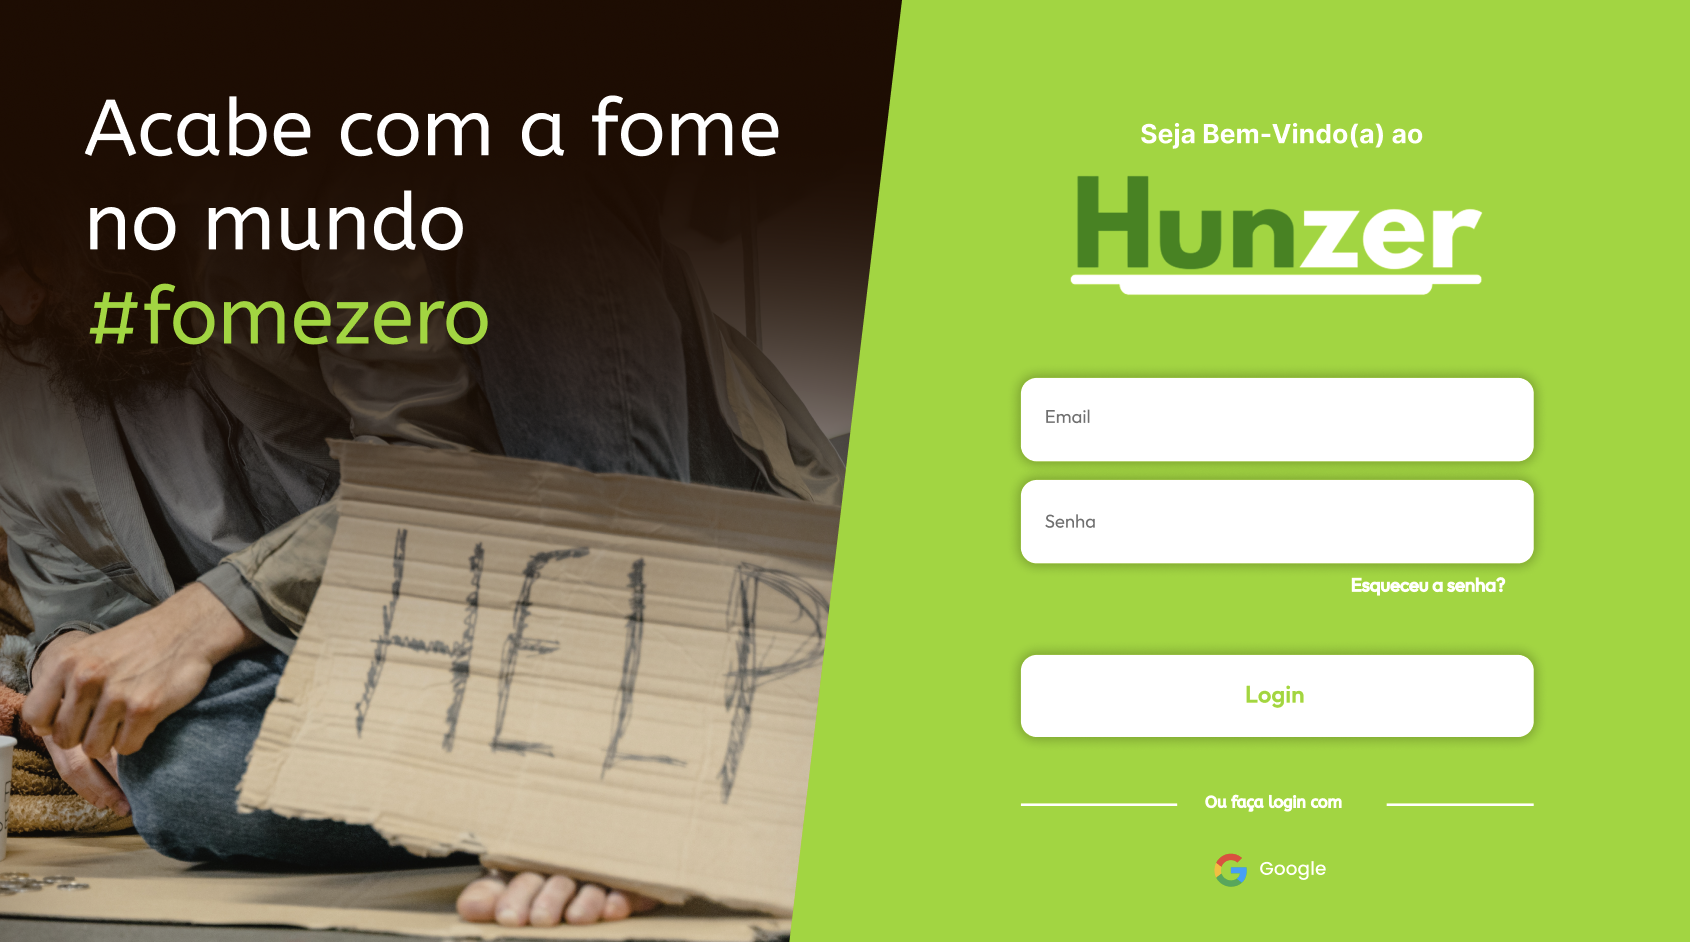 Acabe com a fome
no mundo
#fomezero
HELP
Seja Bem-Vindo(a) ao
Hunzer
Email
Senha
Esqueceu a senha?
Login
Ou faça login com
Google